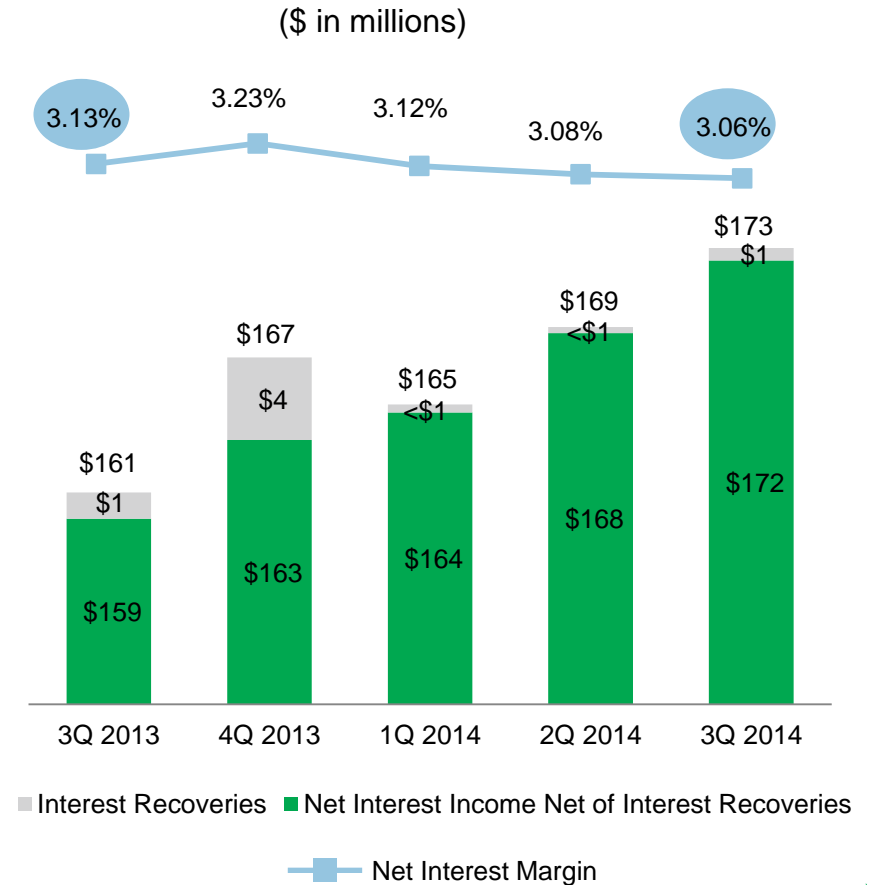 ($ in millions)
3.13%
3.23%
3.12%
3.08%
3.06%
$161
$167
$165
$169
$173
$1
$4
<$1
<$1
$1
$159
$163
$164
$168
$172
3Q 2013
4Q 2013
1Q 2014
2Q 2014
3Q 2014
Interest Recoveries
Net Interest Income Net of Interest Recoveries
Net Interest Margin